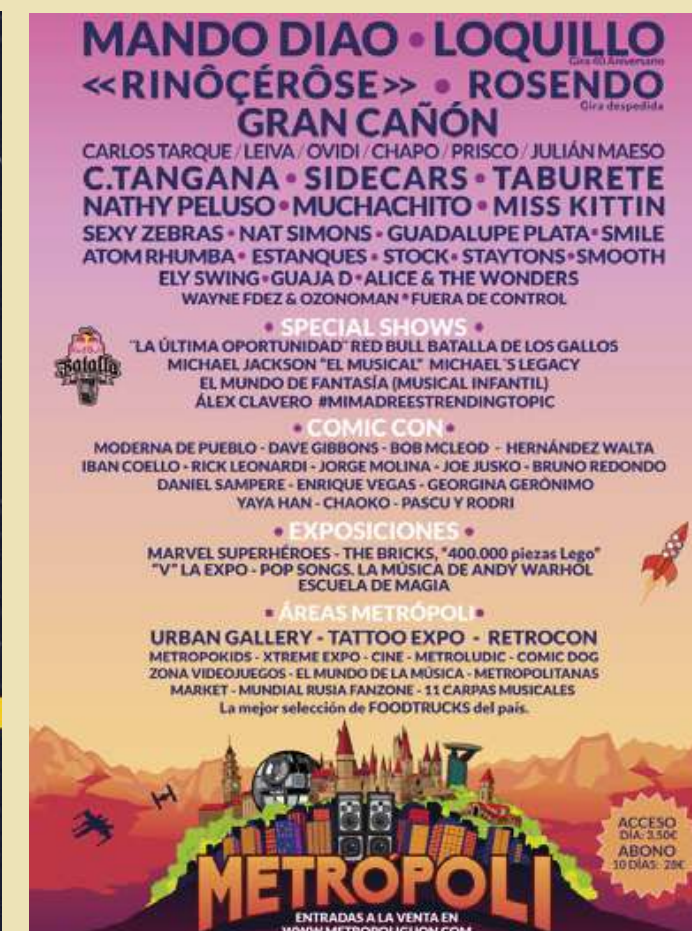 MANDO DIAO • LOQUILLO
Gira 40 Aniversario
«RINÔÇÉRÔSE» • ROSENDO
Gira despedida
GRAN CAÑÓN
CARLOS TARQUE / LEIVA / OVIDI / CHAPO / PRISCO / JULIÁN MAESO
C.TANGANA • SIDECARS • TABURETE
NATHY PELUSO • MUCHACHITO • MISS KITTIN
SEXY ZEBRAS • NAT SIMONS • GUADALUPE PLATA • SMILE
ATOM RHUMBA • ESTANQUES • STOCK • STAYTONS • SMOOTH
ELY SWING • GUAJA D • ALICE & THE WONDERS
WAYNE FDEZ & OZONOMAN • FUERA DE CONTROL
• SPECIAL SHOWS •
Batalla
"LA ÚLTIMA OPORTUNIDAD" RED BULL BATALLA DE LOS GALLOS
MICHAEL JACKSON "EL MUSICAL" MICHAEL´S LEGACY
EL MUNDO DE FANTASÍA (MUSICAL INFANTIL)
ÁLEX CLAVERO #MIMADREESTRENDINGTOPIC
• COMIC CON •
MODERNA DE PUEBLO - DAVE GIBBONS - BOB MCLEOD - HERNÁNDEZ WALTA
IBAN COELLO - RICK LEONARDI - JORGE MOLINA - JOE JUSKO - BRUNO REDONDO
DANIEL SAMPERE - ENRIQUE VEGAS - GEORGINA GERÓNIMO
YAYA HAN - CHAOKO - PASCU Y RODRI
• EXPOSICIONES •
MARVEL SUPERHÉROES - THE BRICKS, "400.000 piezas Lego"
"V" LA EXPO - POP SONGS. LA MÚSICA DE ANDY WARHOL
ESCUELA DE MAGIA
• ÁREAS METRÓPOLI •
URBAN GALLERY - TATTOO EXPO - RETROCON
METROPOKIDS - XTREME EXPO - CINE - METROLUDIC - COMIC DOG
ZONA VIDEOJUEGOS - EL MUNDO DE LA MÚSICA - METROPOLITANAS
MARKET - MUNDIAL RUSIA FANZONE - 11 CARPAS MUSICALES
La mejor selección de FOODTRUCKS del país.
ACCESO
DÍA: 3,50€
ABONO
10 DÍAS: 28€
METRÓPOLI
ENTRADAS A LA VENTA EN
WWW.METROPOLIGIJON.COM